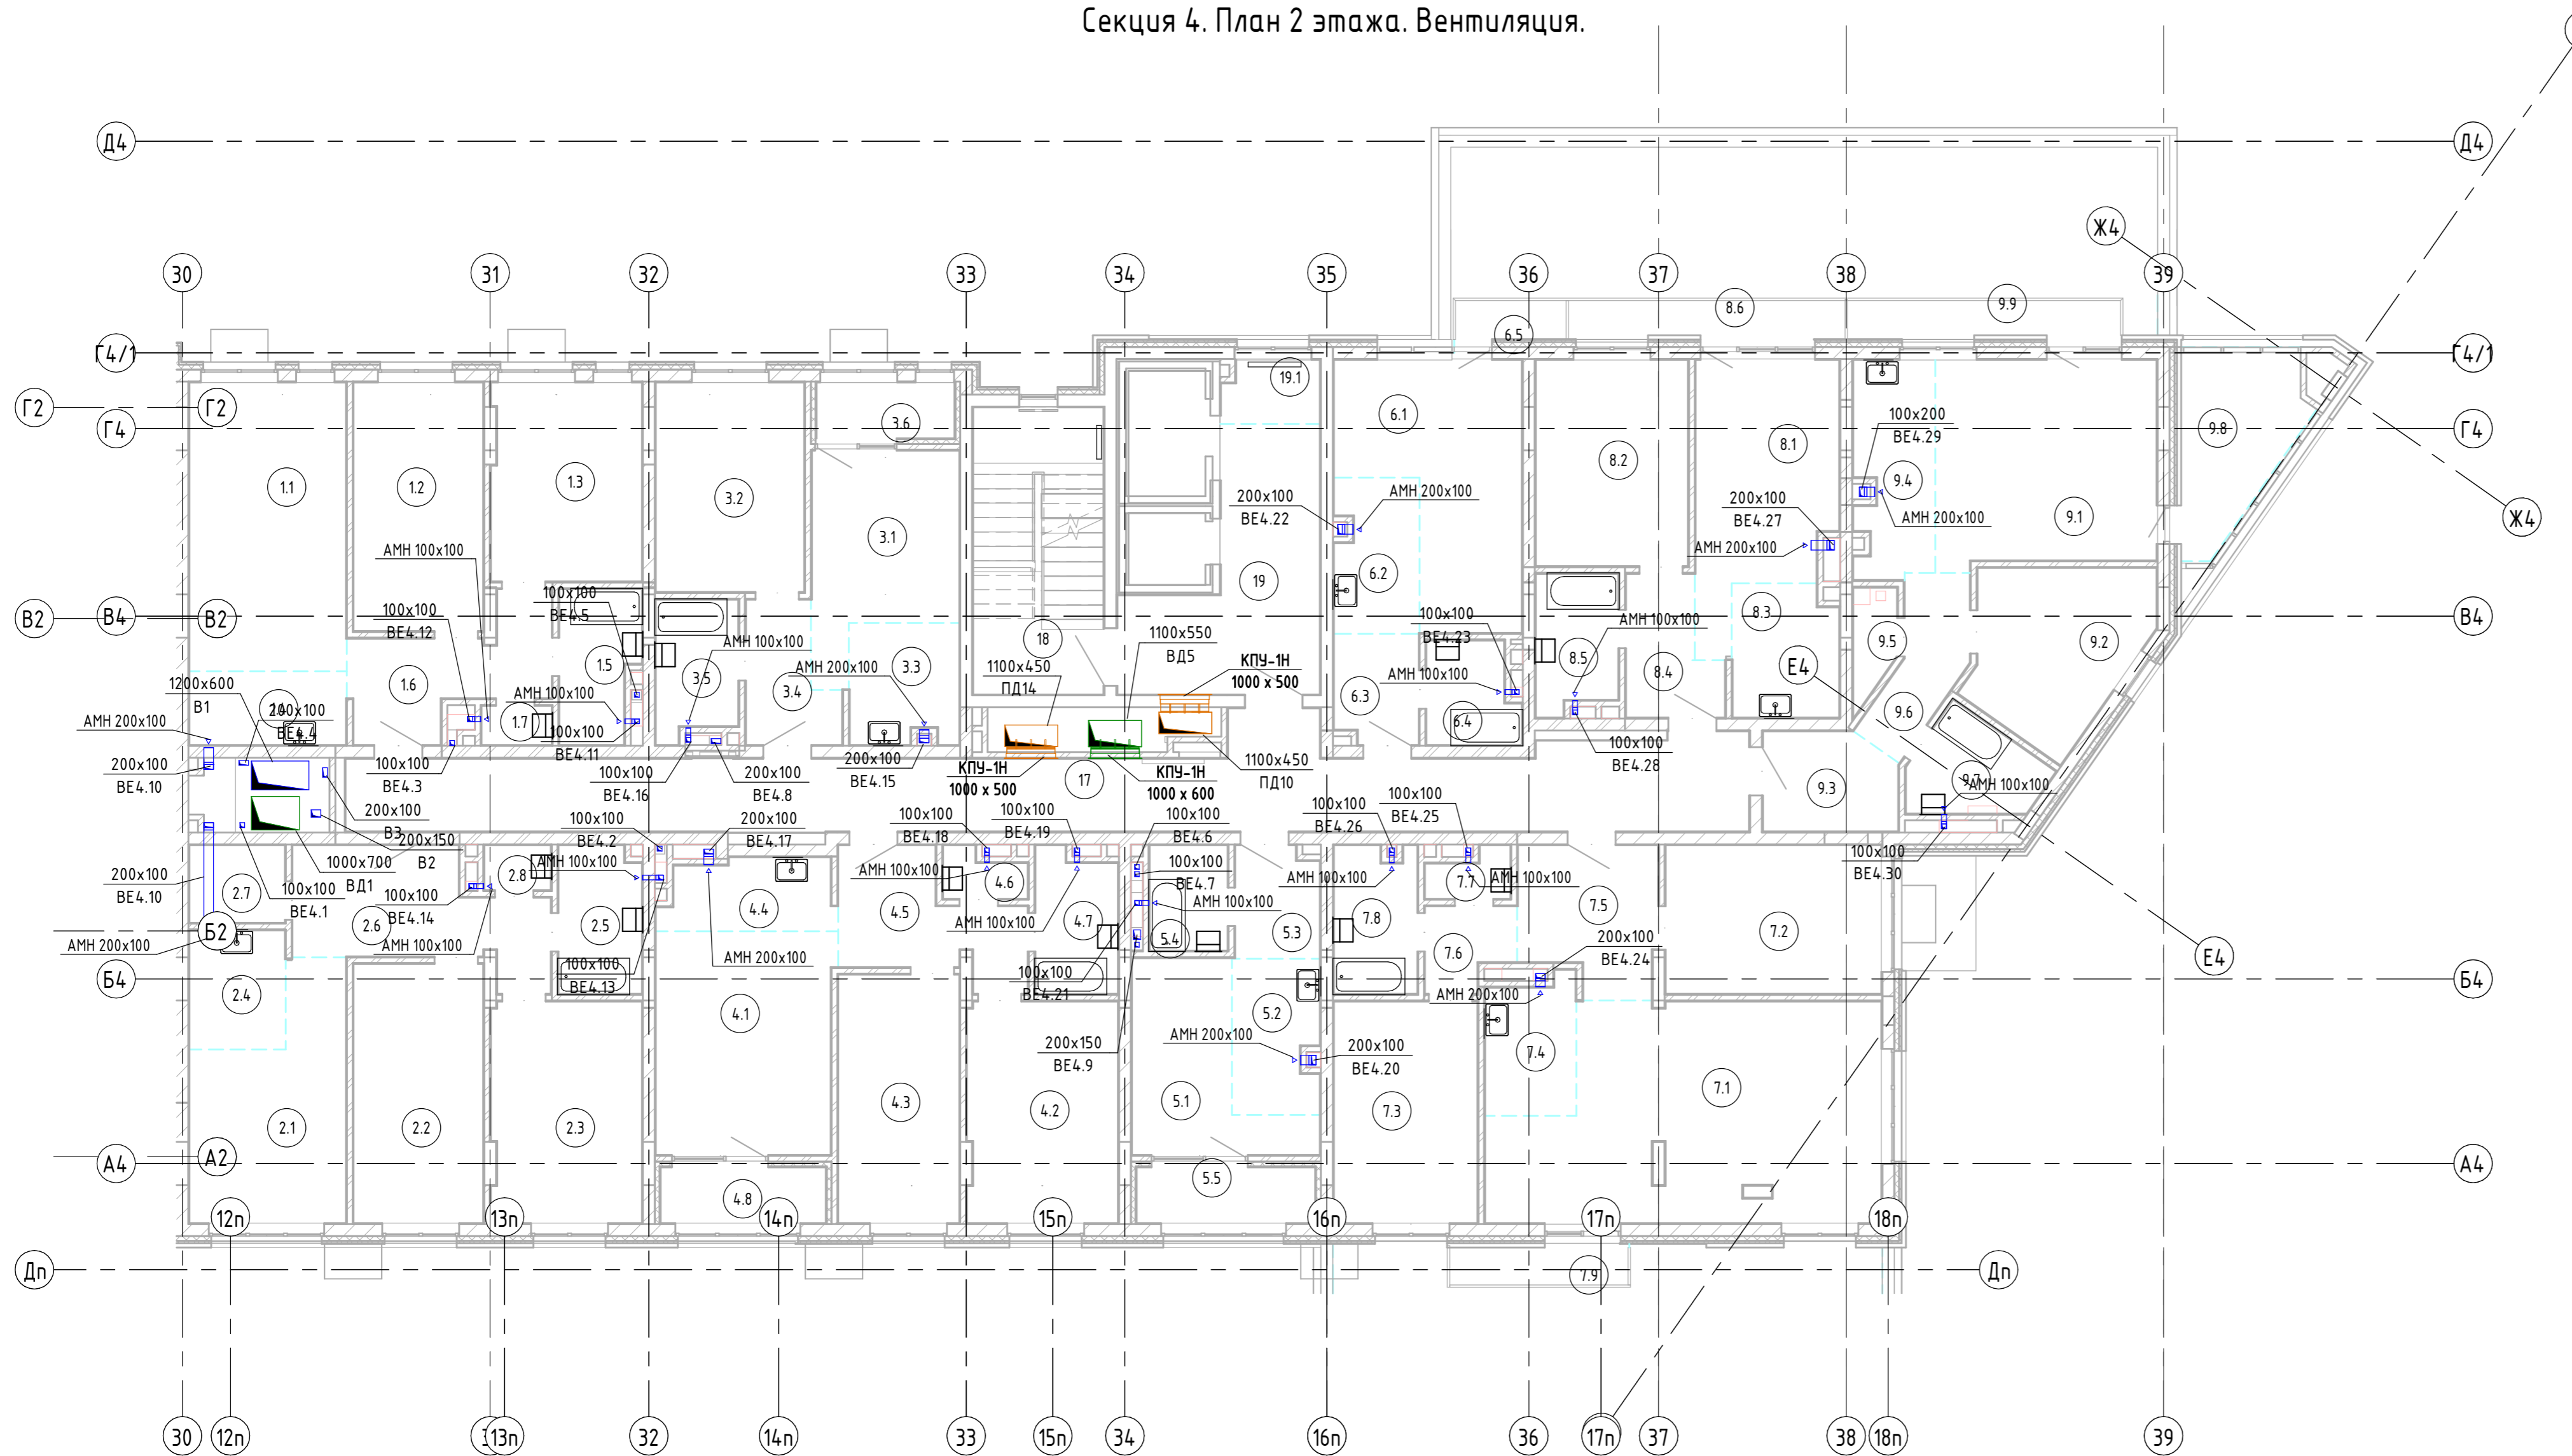 Секция 4. План 2 этажа. Вентиляция.
Д4 Д4
Ж4
30 31 32 33 34 35 36 37 38 39
6.5 8.6 9.9
Г4/1 Г4/1
19.1
Г2 Г2
Г4 Г4
3.6 6.1 8.1 9.8
100x200
ВЕ4.29
1.1 1.2 1.3 3.2 8.2 9.4
200x100
ВЕ4.22
АМН 200x100
200x100
ВЕ4.27
АМН 200x100
9.1
Ж4
3.1
АМН 100x100
АМН 200x100
19 6.2
100x100
ВЕ4.5
100x100
ВЕ4.12
В2 В4 В2 В4
18
1100x550
ВД5
100x100
ВЕ4.23
АМН 100x100
8.3 9.5 9.2
АМН 100x100
1.5 3.5 3.4 3.3
АМН 200x100
1100x450
ПД14
КПУ-1Н
1000 x 500
6.3
АМН 100x100
8.5 8.4
Е4
1.6
1200x600
В1
1.4
200x100
ВЕ4.4
АМН 200x100
АМН 100x100
1.7
100x100
ВЕ4.11
6.4 9.6
200x100
ВЕ4.10
100x100
ВЕ4.3
100x100
ВЕ4.16
200x100
ВЕ4.8
200x100
ВЕ4.15
КПУ-1Н
1000 x 500
17
КПУ-1Н
1000 x 600
1100x450
ПД10
100x100
ВЕ4.28
9.3 9.7
АМН 100x100
200x100
В3
100x100
ВЕ4.2
200x100
ВЕ4.17
100x100
ВЕ4.18
100x100
ВЕ4.19
100x100
ВЕ4.6
100x100
ВЕ4.26
100x100
ВЕ4.25
200x150
В2
1000x700
ВД1
АМН 100x100
АМН 100x100
100x100
ВЕ4.7
АМН 100x100
АМН 100x100
100x100
ВЕ4.30
200x100
ВЕ4.10
2.7
100x100
ВЕ4.1
100x100
ВЕ4.14
2.8 4.4 4.5 4.6 7.7
АМН 100x100
4.7
АМН 100x100
7.8 7.5
Б2 2.6 2.5 5.4 5.3 7.2
АМН 200x100
АМН 100x100
АМН 200x100
200x100
ВЕ4.24
7.6
Е4
100x100
ВЕ4.13
100x100
ВЕ4.21
Б4 Б4
АМН 200x100
2.4 4.1 5.2
200x150
ВЕ4.9
АМН 200x100
200x100
ВЕ4.20
7.4
7.1
4.3 4.2 5.1 7.3
2.1 2.2 2.3
А4 А2 А4
5.5
4.8
12п 13п 14п 15п 16п 17п 18п
Дп 7.9 Дп
30 12п 13п 32 14п 33 15п 34 16п 36 17п 37 38 18п 39